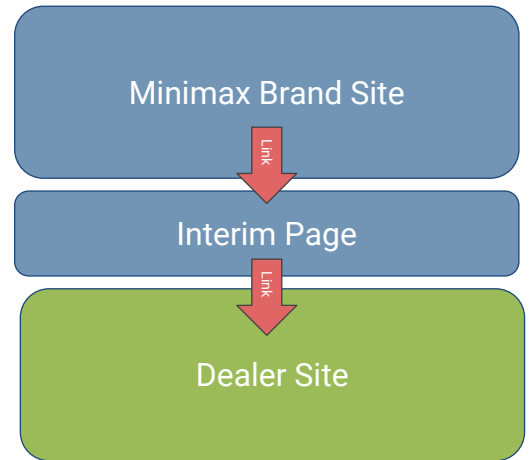 Minimax Brand Site
Link
Interim Page
Link
Dealer Site